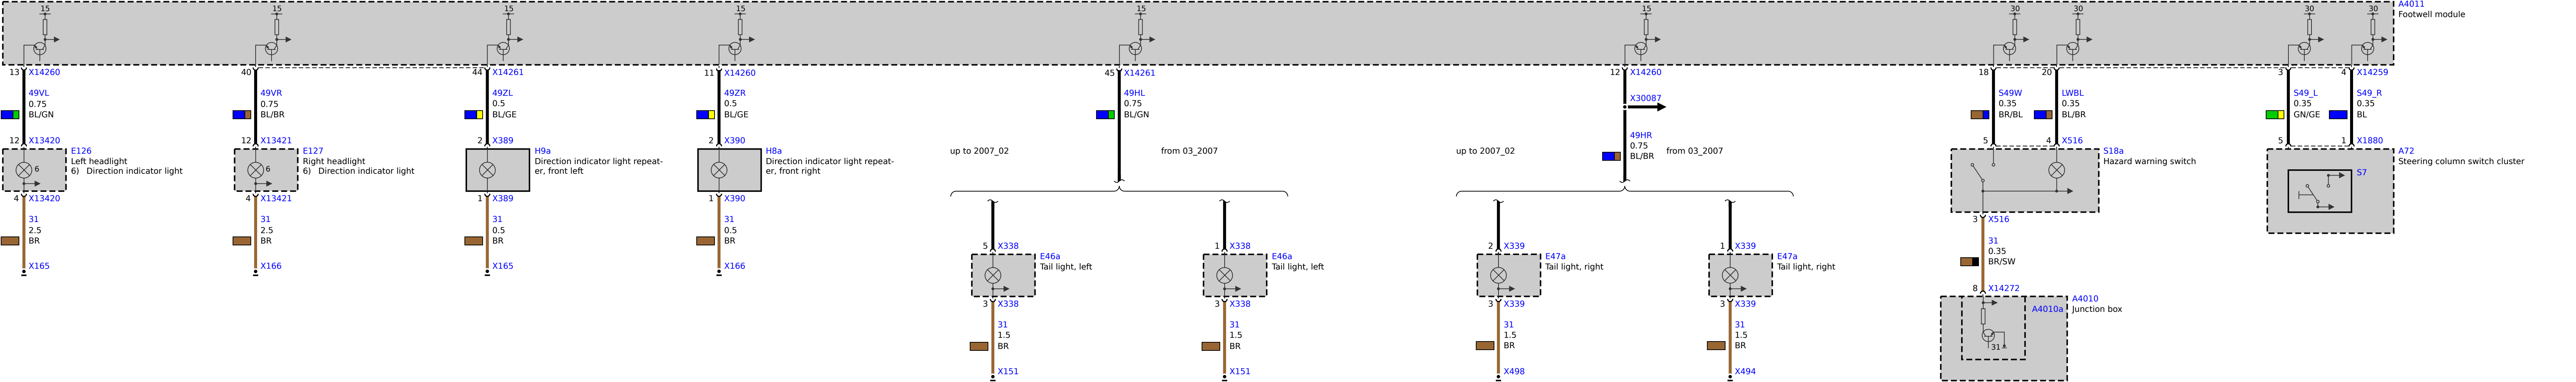 15
15
15
15
15
15
30
30
30
30
A4011
Footwell module
13 X14260
49VL
0.75
BL/GN
12 X13420
E126
Left headlight
6) Direction indicator light
6
4 X13420
31
2.5
BR
X165
40
49VR
0.75
BL/BR
12 X13421
E127
Right headlight
6) Direction indicator light
6
4 X13421
31
2.5
BR
X166
44 X14261
49ZL
0.5
BL/GE
2 X389
H9a
Direction indicator light repeat-
er, front left
1 X389
31
0.5
BR
X165
11 X14260
49ZR
0.5
BL/GE
2 X390
H8a
Direction indicator light repeat-
er, front right
1 X390
31
0.5
BR
X166
45 X14261
49HL
0.75
BL/GN
up to 2007_02
from 03_2007
5 X338
E46a
Tail light, left
3 X338
31
1.5
BR
X151
1 X338
E46a
Tail light, left
3 X338
31
1.5
BR
X151
12 X14260
X30087
49HR
0.75
BL/BR
up to 2007_02
from 03_2007
2 X339
E47a
Tail light, right
3 X339
31
1.5
BR
X498
1 X339
E47a
Tail light, right
3 X339
31
1.5
BR
X494
18
S49W
0.35
BR/BL
5
20
LWBL
0.35
BL/BR
4 X516
S18a
Hazard warning switch
3 X516
31
0.35
BR/SW
8 X14272
A4010
Junction box
A4010a
31
3
S49_L
0.35
GN/GE
5
4 X14259
S49_R
0.35
BL
1 X1880
A72
Steering column switch cluster
S7